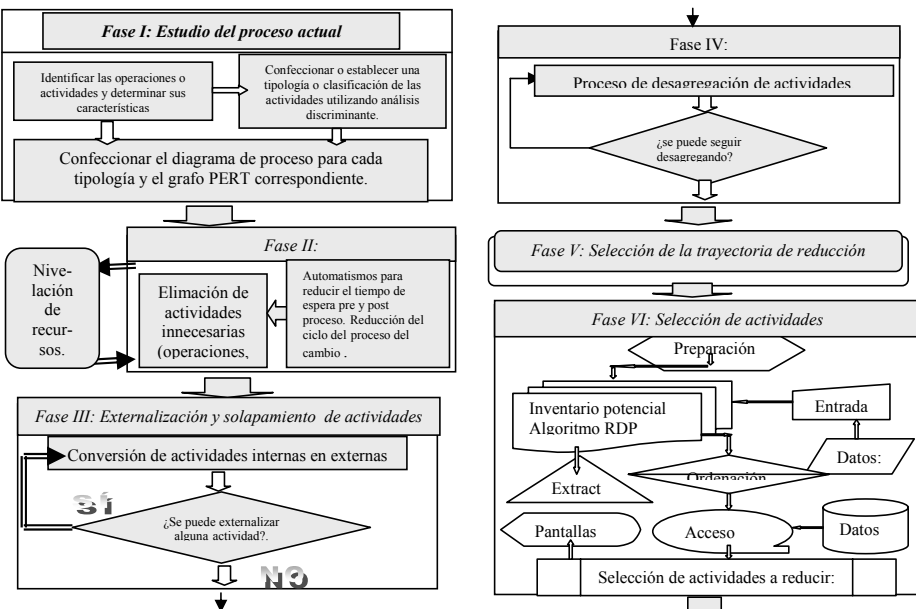 Fase I: Estudio del proceso actual
Identificar las operaciones o
actividades y determinar sus
características
Confeccionar o establecer una
tipología o clasificación de las
actividades utilizando análisis
discriminante.
Confeccionar el diagrama de proceso para cada
tipología y el grafo PERT correspondiente.
Fase II:
Nive-
lación
de
recur-
sos.
Elimación de
actividades
innecesarias
(operaciones,
Automatismos para
reducir el tiempo de
espera pre y post
proceso. Reducción del
ciclo del proceso del
cambio .
Fase III: Externalización y solapamiento de actividades
Conversión de actividades internas en externas
SÍ
¿Se puede externalizar
alguna actividad?.
NO
Fase IV:
Proceso de desagregación de actividades
¿se puede seguir
desagregando?
Fase V: Selección de la trayectoria de reducción
Fase VI: Selección de actividades
Preparación
Inventario potencial
Algoritmo RDP
Entrada
Datos:
Ordenación
Extract
Pantallas
Acceso
Datos
Selección de actividades a reducir: